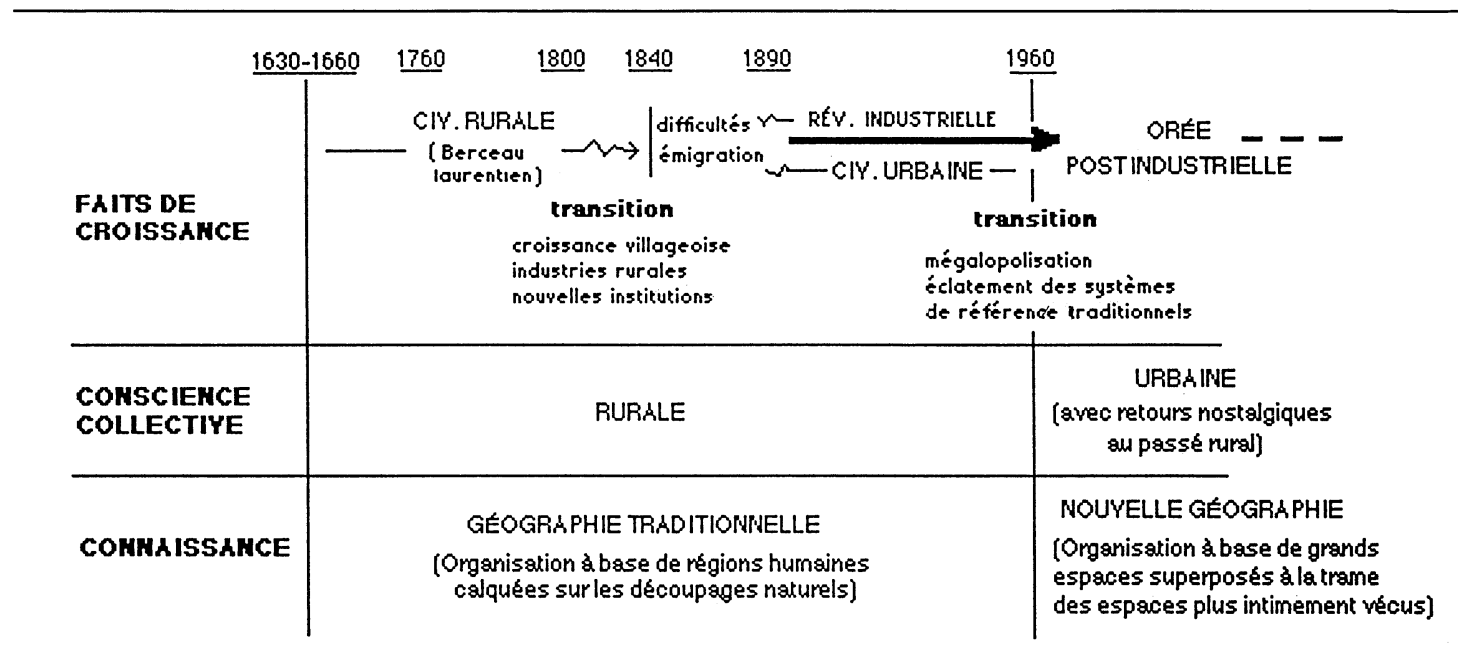 1630-1660 1760 1800 1840 1890 1960
FAITS DE
CROISSANCE
CIV. RURALE
(Berceau
laurentien)
difficultés
émigration
RÉV. INDUSTRIELLE
CIV. URBAINE
ORÉE
POSTINDUSTRIELLE
transition
croissance villageoise
industries rurales
nouvelles institutions
transition
mégalopolisation
éclatement des systèmes
de référence traditionnels
CONSCIENCE
COLLECTIVE
RURALE
URBAINE
(avec retours nostalgiques
au passé rural)
CONNAISSANCE
GÉOGRAPHIE TRADITIONNELLE
(Organisation à base de régions humaines
calquées sur les découpages naturels)
NOUVELLE GÉOGRAPHIE
(Organisation à base de grands
espaces superposés à la trame
des espaces plus intimement vécus)